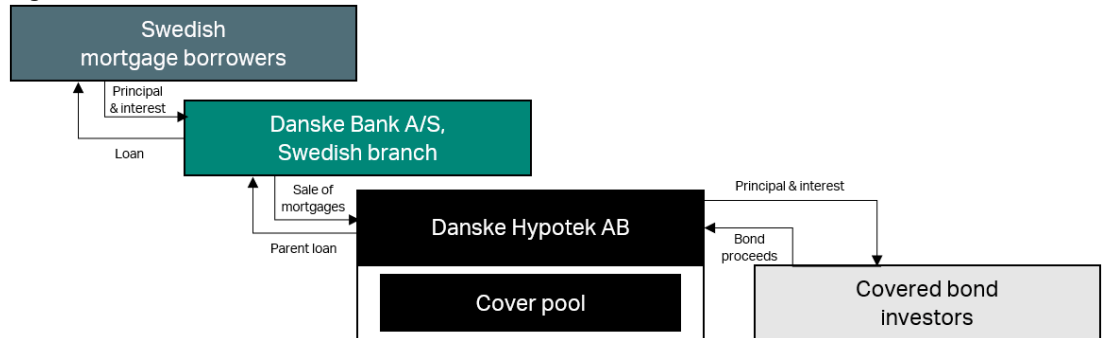 Swedish
mortgage borrowers
Principal
& interest
Loan
Danske Bank A/S,
Swedish branch
Sale of
mortgages
Parent loan
Principal & interest
Danske Hypotek AB
Bond
proceeds
Cover pool
Covered bond
investors